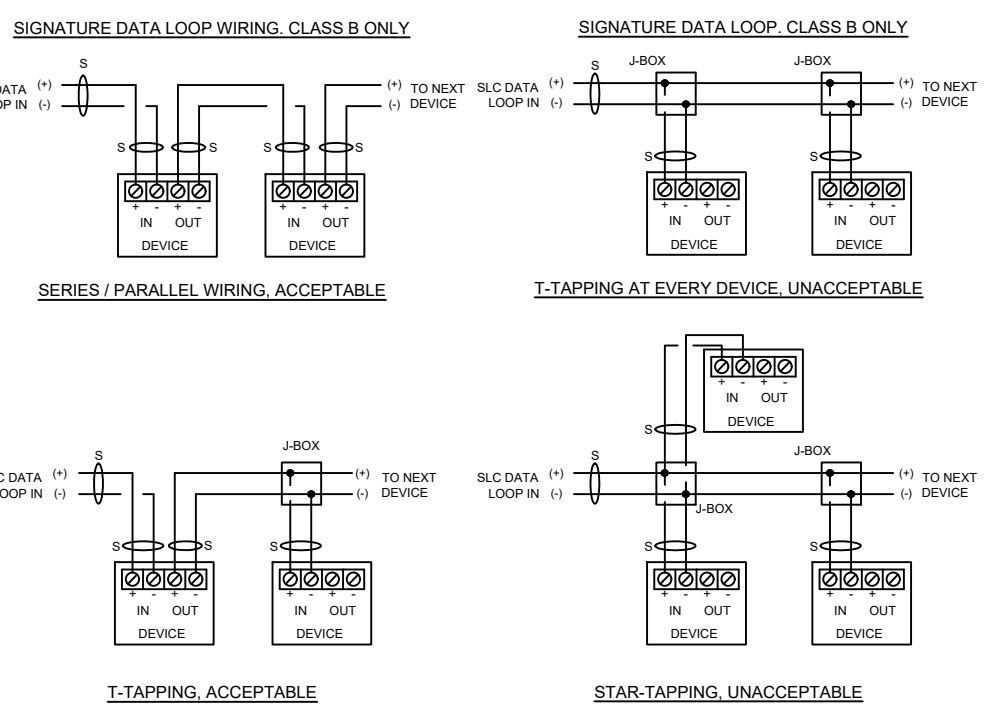 SIGNATURE DATA LOOP WIRING. CLASS B ONLY
S
DATA (+)
OP IN (-)
(+) TO NEXT
(-) DEVICE
S S S S
+ - + -
IN OUT
DEVICE
+ - + -
IN OUT
DEVICE
SERIES / PARALLEL WIRING, ACCEPTABLE
SIGNATURE DATA LOOP. CLASS B ONLY
S J-BOX J-BOX
SLC DATA (+)
LOOP IN (-)
(+) TO NEXT
(-) DEVICE
S S
+ - + -
IN OUT
DEVICE
+ - + -
IN OUT
DEVICE
T-TAPPING AT EVERY DEVICE, UNACCEPTABLE
S J-BOX
C DATA (+)
OOP IN (-)
(+) TO NEXT
(-) DEVICE
S S S
+ - + -
IN OUT
DEVICE
+ - + -
IN OUT
DEVICE
T-TAPPING, ACCEPTABLE
+ - + -
IN OUT
DEVICE
S
S J-BOX
SLC DATA (+)
LOOP IN (-)
(+) TO NEXT
(-) DEVICE
J-BOX
S S
+ - + -
IN OUT
DEVICE
+ - + -
IN OUT
DEVICE
STAR-TAPPING, UNACCEPTABLE